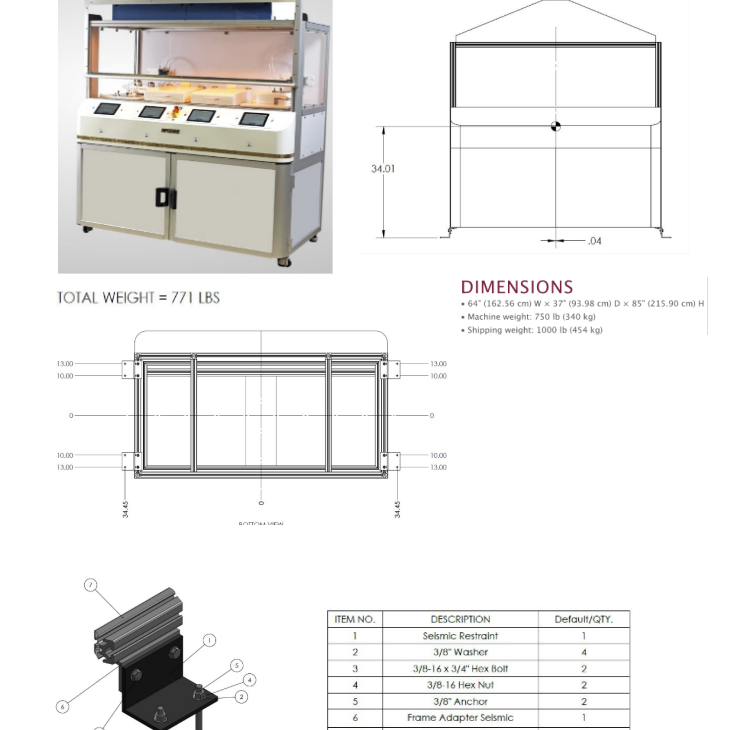 34.01
.04
TOTAL WEIGHT = 771 LBS
DIMENSIONS
• 64" (162.56 cm) W × 37" (93.98 cm) D × 85" (215.90 cm) H
• Machine weight: 750 lb (340 kg)
• Shipping weight: 1000 lb (454 kg)
13.00 13.00
10.00 10.00
0 0
10.00 10.00
13.00 13.00
34.45 0 34.45
BOTTOM VIEW
7
1
5
4
2
6
ITEM NO. DESCRIPTION Default/QTY.
1 Seismic Restraint 1
2 3/8" Washer 4
3 3/8-16 x 3/4" Hex Bolt 2
4 3/8-16 Hex Nut 2
5 3/8" Anchor 2
6 Frame Adapter Seismic 1